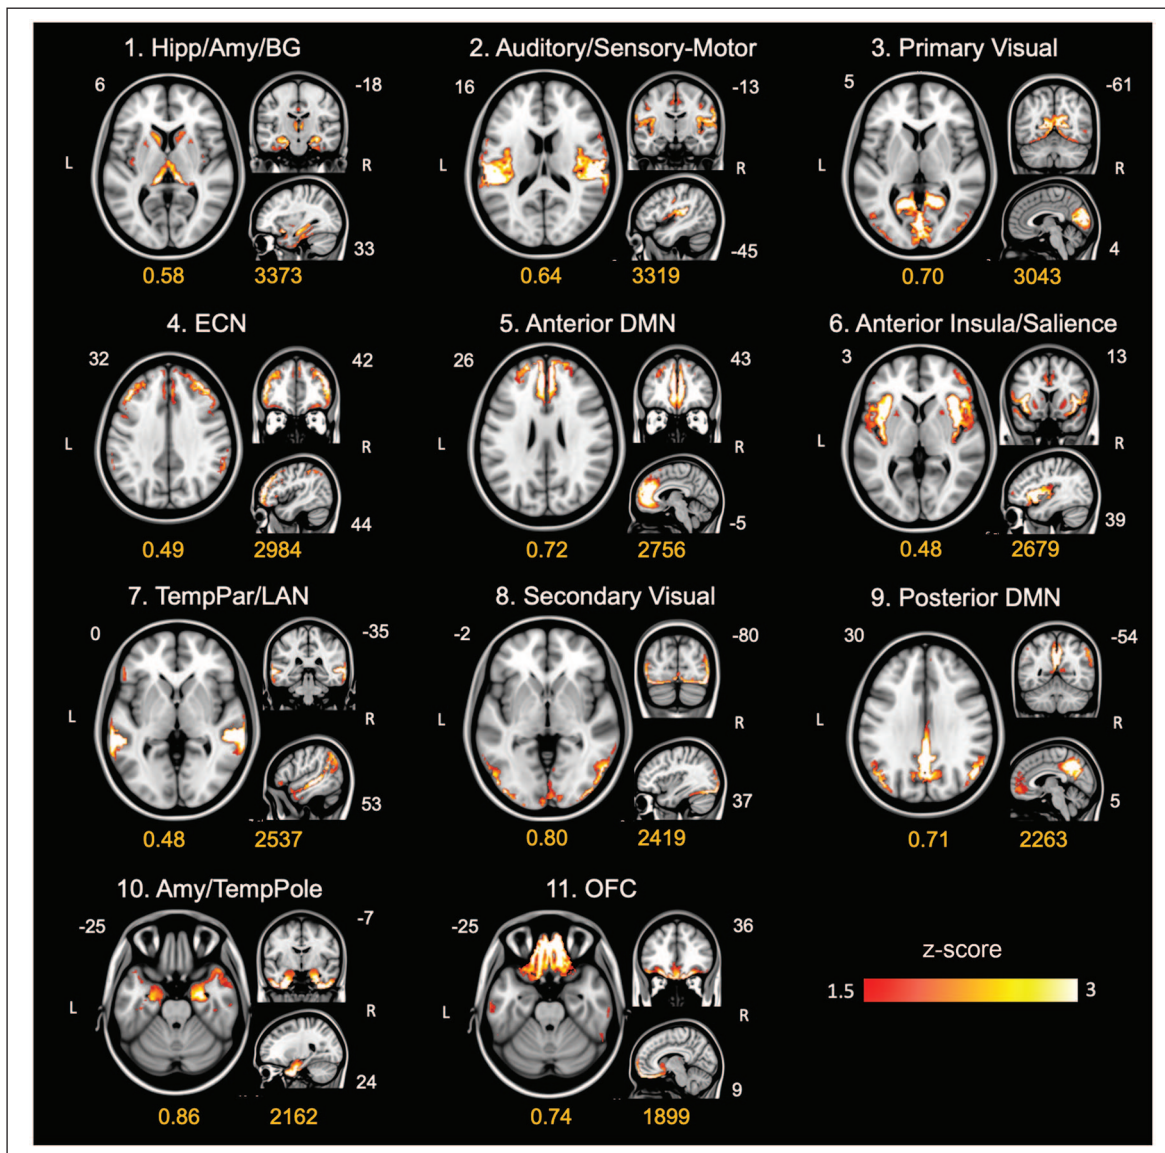 1. Hipp/Amy/BG
6
-18
L
R
33
0.58
3373
2. Auditory/Sensory-Motor
16
-13
L
R
-45
0.64
3319
3. Primary Visual
5
-61
L
R
4
0.70
3043
4. ECN
32
42
L
R
44
0.49
2984
5. Anterior DMN
26
43
L
R
-5
0.72
2756
6. Anterior Insula/Salience
3
13
L
R
39
0.48
2679
7. TempPar/LAN
0
-35
L
R
53
0.48
2537
8. Secondary Visual
-2
-80
L
R
37
0.80
2419
9. Posterior DMN
30
-54
L
R
5
0.71
2263
10. Amy/TempPole
-25
-7
L
R
24
0.86
2162
11. OFC
-25
36
L
R
9
0.74
1899
z-score
1.5
3